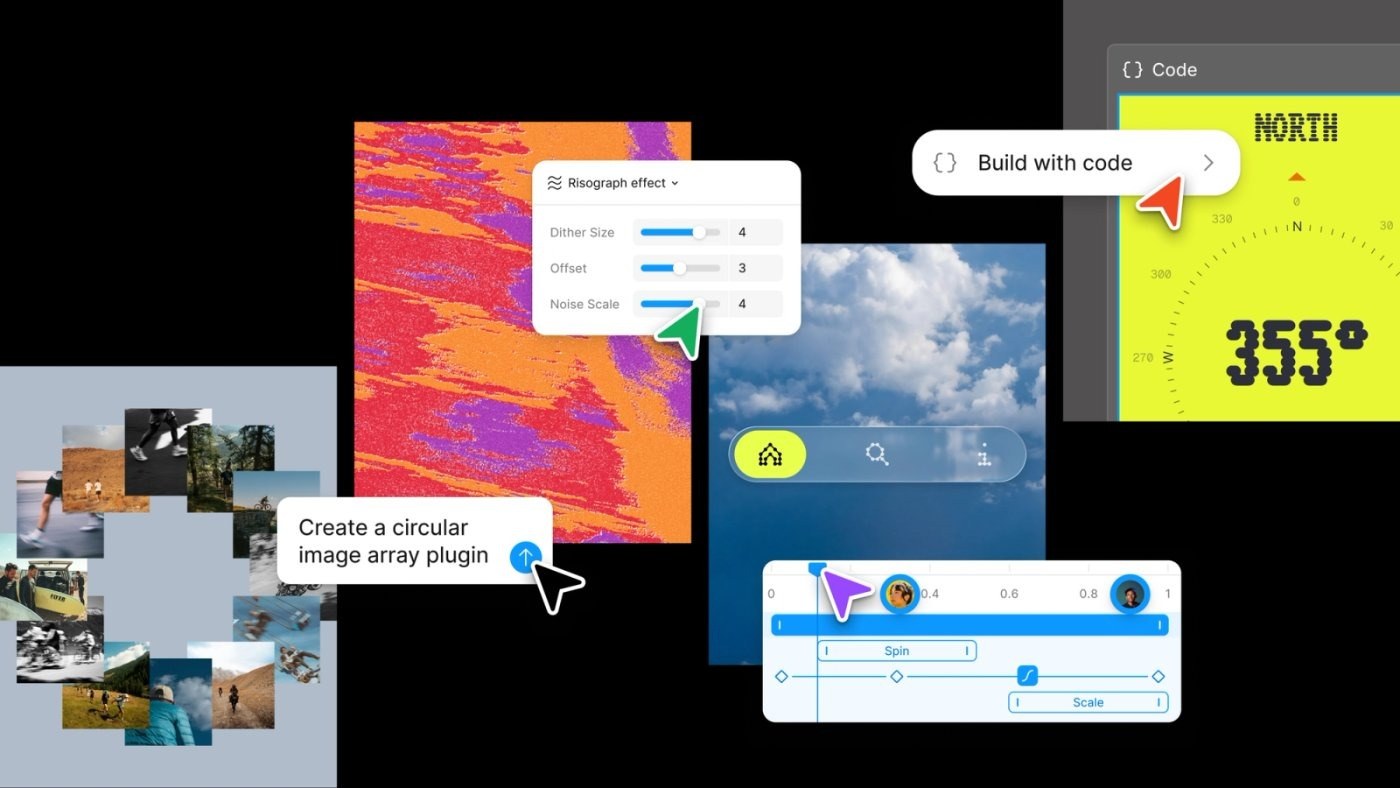 {} Code
NORTH
{} Build with code
0
330
N
30
300
270
W
355°
Risograph effect
Dither Size 4
Offset 3
Noise Scale 4
Create a circular
image array plugin
0 0.4 0.6 0.8 1
Spin
Scale